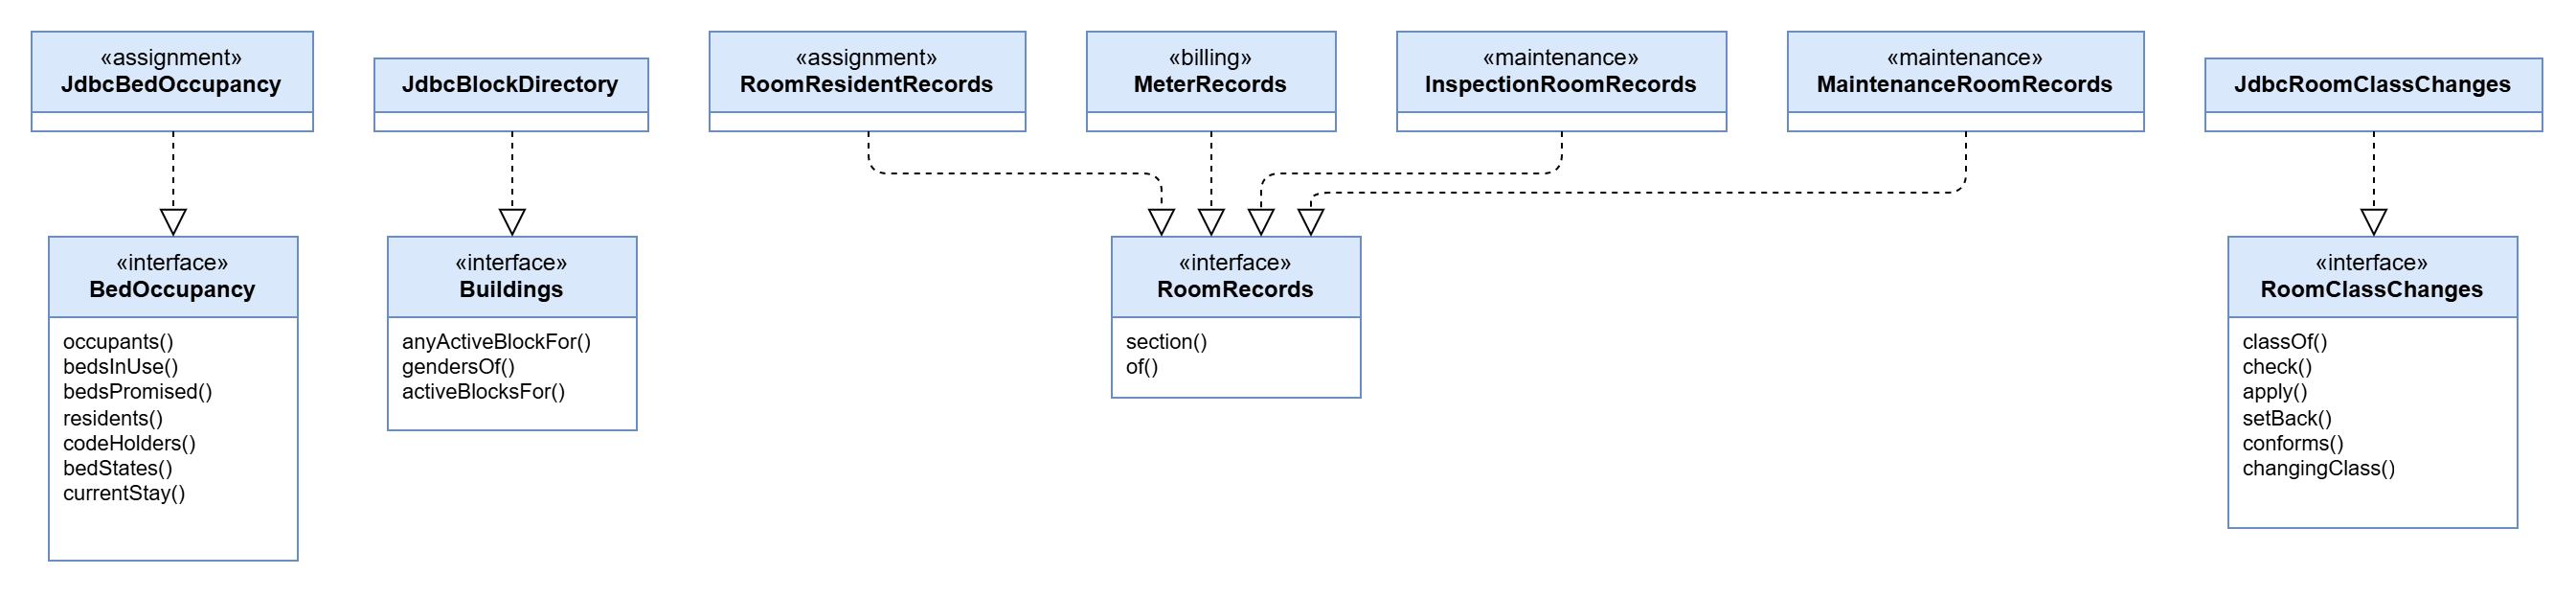 «assignment»
JdbcBedOccupancy
JdbcBlockDirectory
«assignment»
RoomResidentRecords
«billing»
MeterRecords
«maintenance»
InspectionRoomRecords
«maintenance»
MaintenanceRoomRecords
JdbcRoomClassChanges
«interface»
BedOccupancy
occupants()
bedsInUse()
bedsPromised()
residents()
codeHolders()
bedStates()
currentStay()
«interface»
Buildings
anyActiveBlockFor()
gendersOf()
activeBlocksFor()
«interface»
RoomRecords
section()
of()
«interface»
RoomClassChanges
classOf()
check()
apply()
setBack()
conforms()
changingClass()